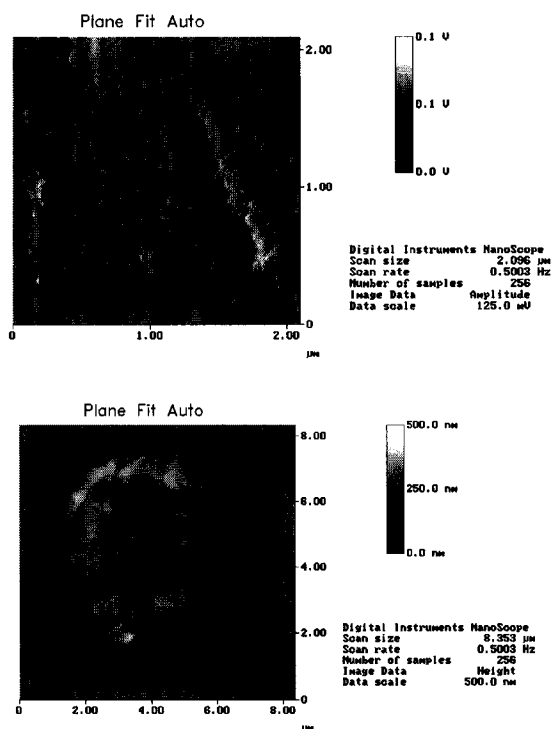 Plane Fit Auto
2.00
1.00
0
0 1.00 2.00
µm
0.1 V
0.1 V
0.0 V
Digital Instruments NanoScope
Scan size 2.096 µm
Scan rate 0.5003 Hz
Number of samples 256
Image Data Amplitude
Data scale 125.0 mV
Plane Fit Auto
8.00
6.00
4.00
2.00
0
0 2.00 4.00 6.00 8.00
µm
500.0 nm
250.0 nm
0.0 nm
Digital Instruments NanoScope
Scan size 8.353 µm
Scan rate 0.5003 Hz
Number of samples 256
Image Data Height
Data scale 500.0 nm